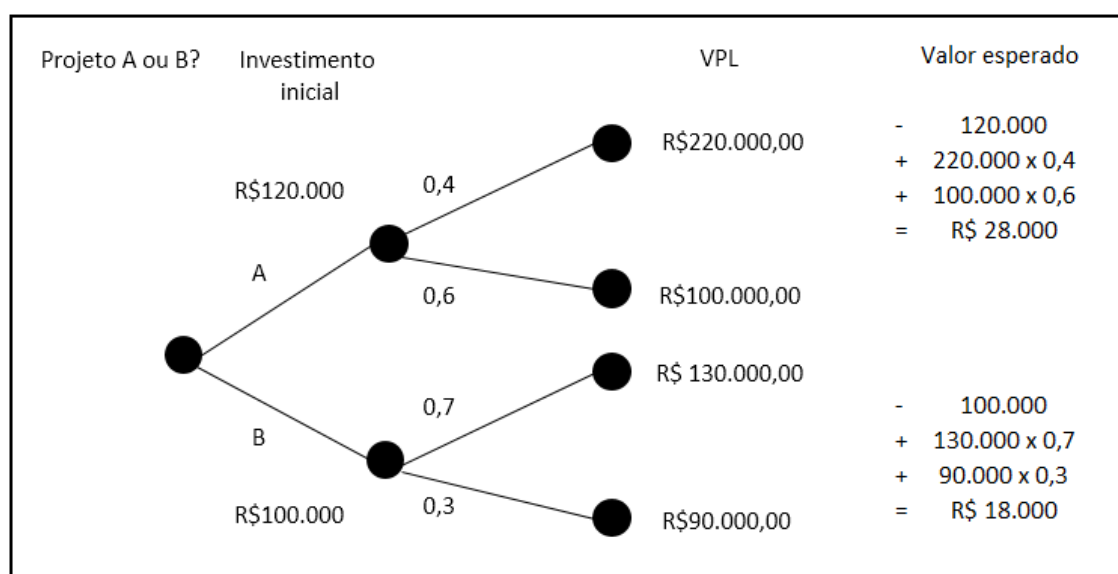 Projeto A ou B?
Investimento
inicial
VPL
Valor esperado
R$120.000
0,4
R$220.000,00
- 120.000
+ 220.000 x 0,4
+ 100.000 x 0,6
= R$ 28.000
A
0,6
R$100.000,00
0,7
R$ 130.000,00
B
R$100.000
0,3
R$90.000,00
- 100.000
+ 130.000 x 0,7
+ 90.000 x 0,3
= R$ 18.000